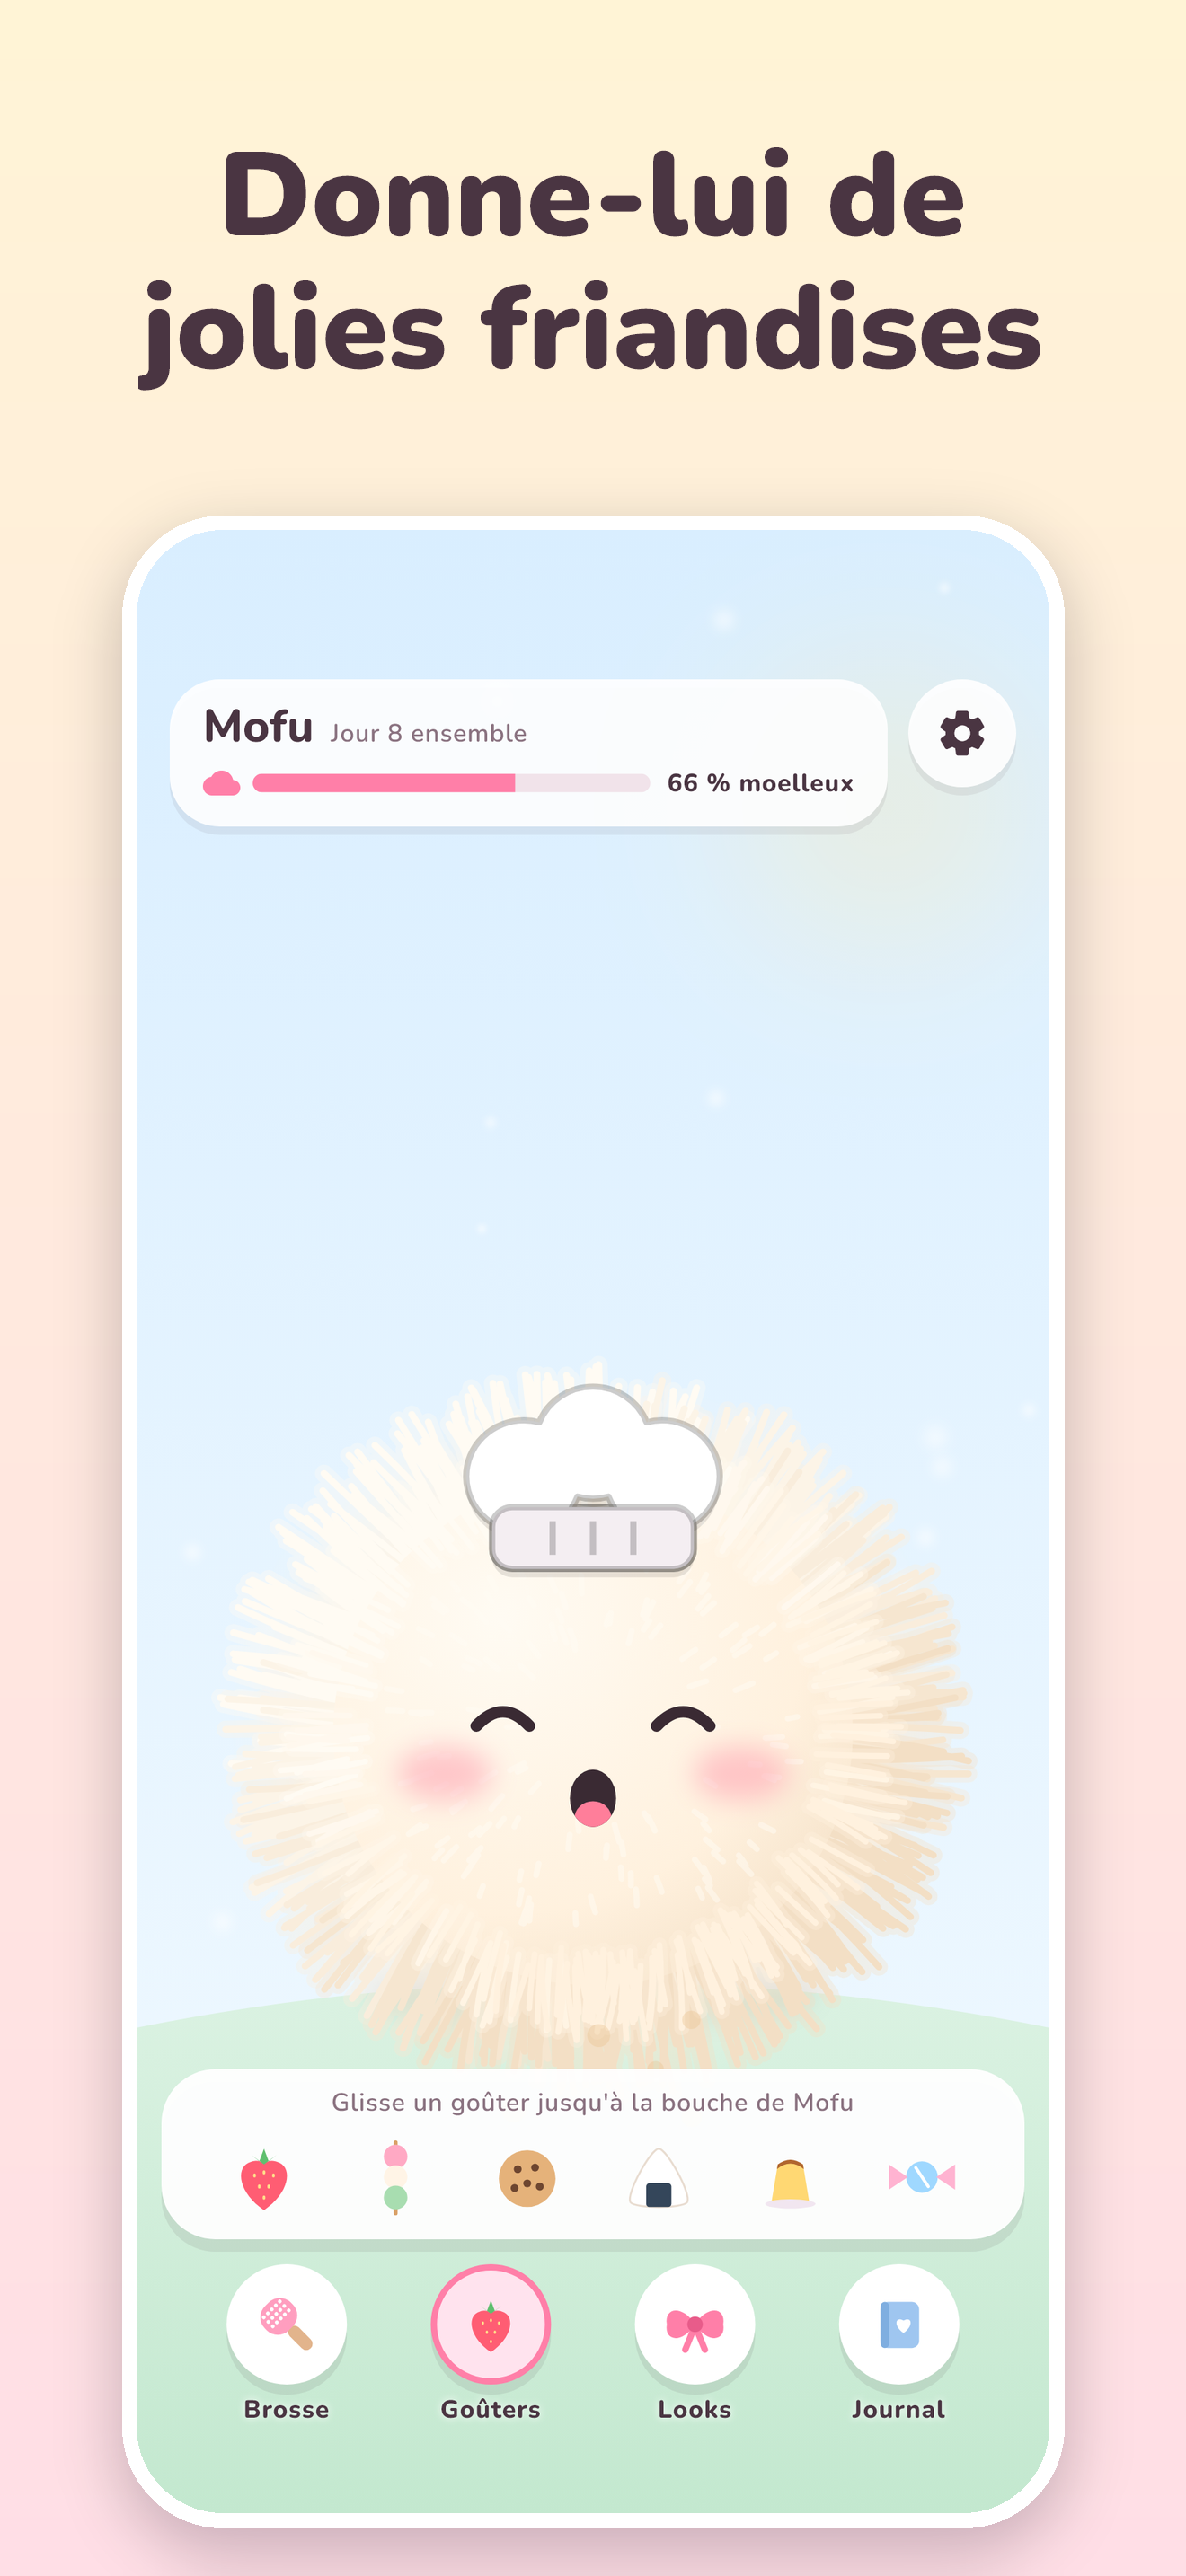 Donne-lui de
jolies friandises
Mofu Jour 8 ensemble
66 % moelleux
Glisse un goûter jusqu'à la bouche de Mofu
Brosse
Goûters
Looks
Journal